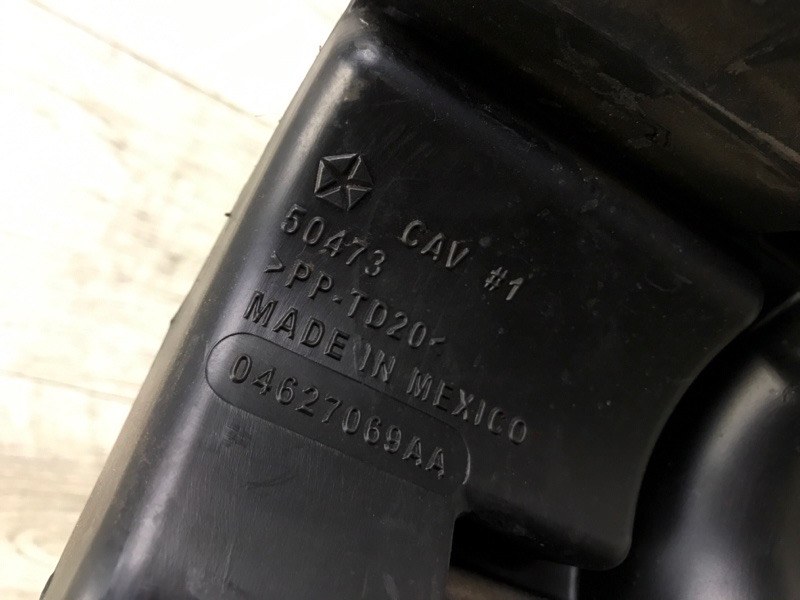 CAV #1
50473
>PP-TD20<
MADE IN MEXICO
04627069AA